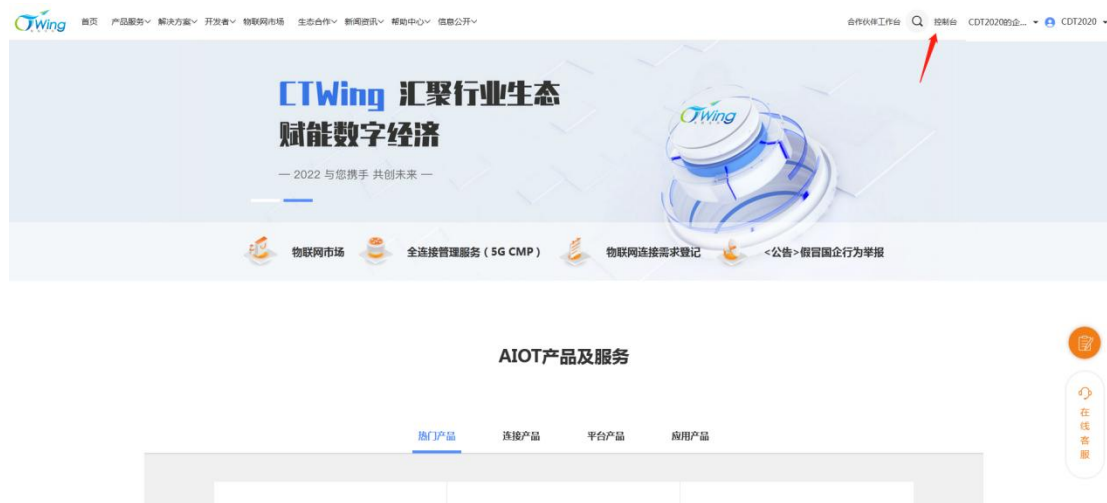 CTWing 首页 产品服务 解决方案 开发者 物联网市场 生态合作 新闻资讯 帮助中心 信息公开 合作伙伴工作台 控制台 CDT2020的企... CDT2020
CTWing 汇聚行业生态
赋能数字经济
— 2022 与您携手 共创未来 —
CTWing
物联网市场 全连接管理服务（5G CMP） 物联网连接需求登记 <公告>假冒国企行为举报
AIOT产品及服务
热门产品 连接产品 平台产品 应用产品
在
线
客
服